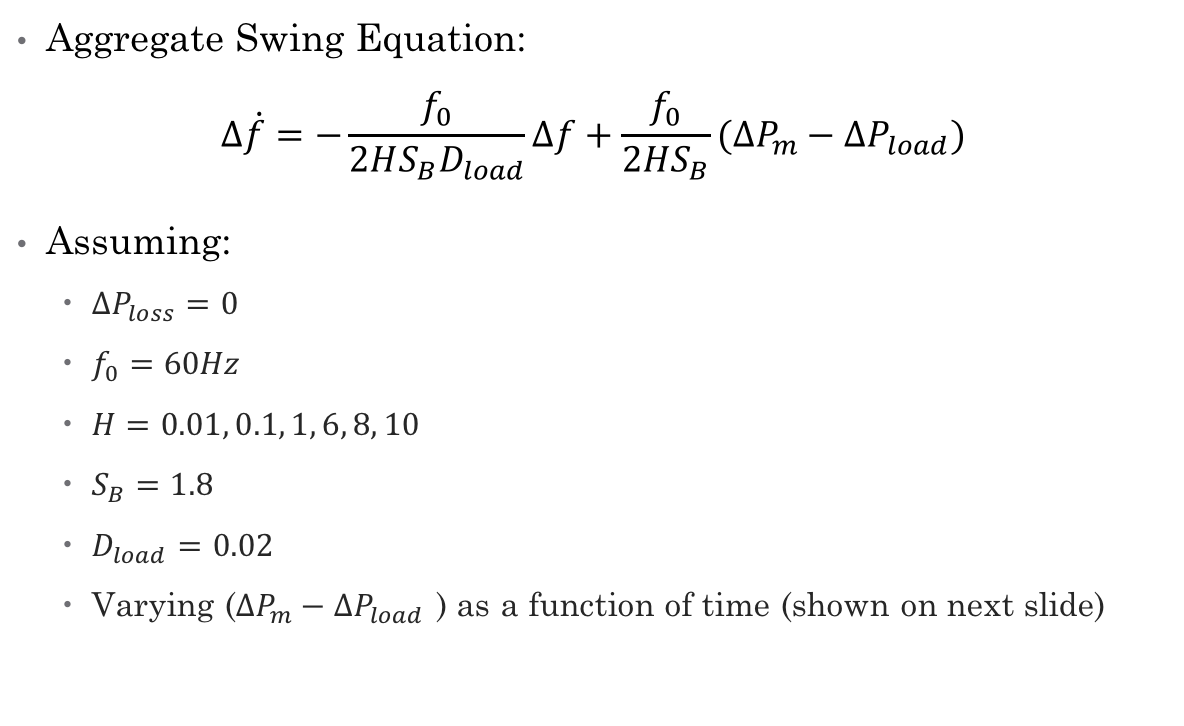 • Aggregate Swing Equation:
Δḟ = −f₀/(2HS_B D_load) Δf + f₀/(2HS_B) (ΔP_m − ΔP_load)
• Assuming:
• ΔP_loss = 0
• f₀ = 60Hz
• H = 0.01, 0.1, 1, 6, 8, 10
• S_B = 1.8
• D_load = 0.02
• Varying (ΔP_m − ΔP_load ) as a function of time (shown on next slide)